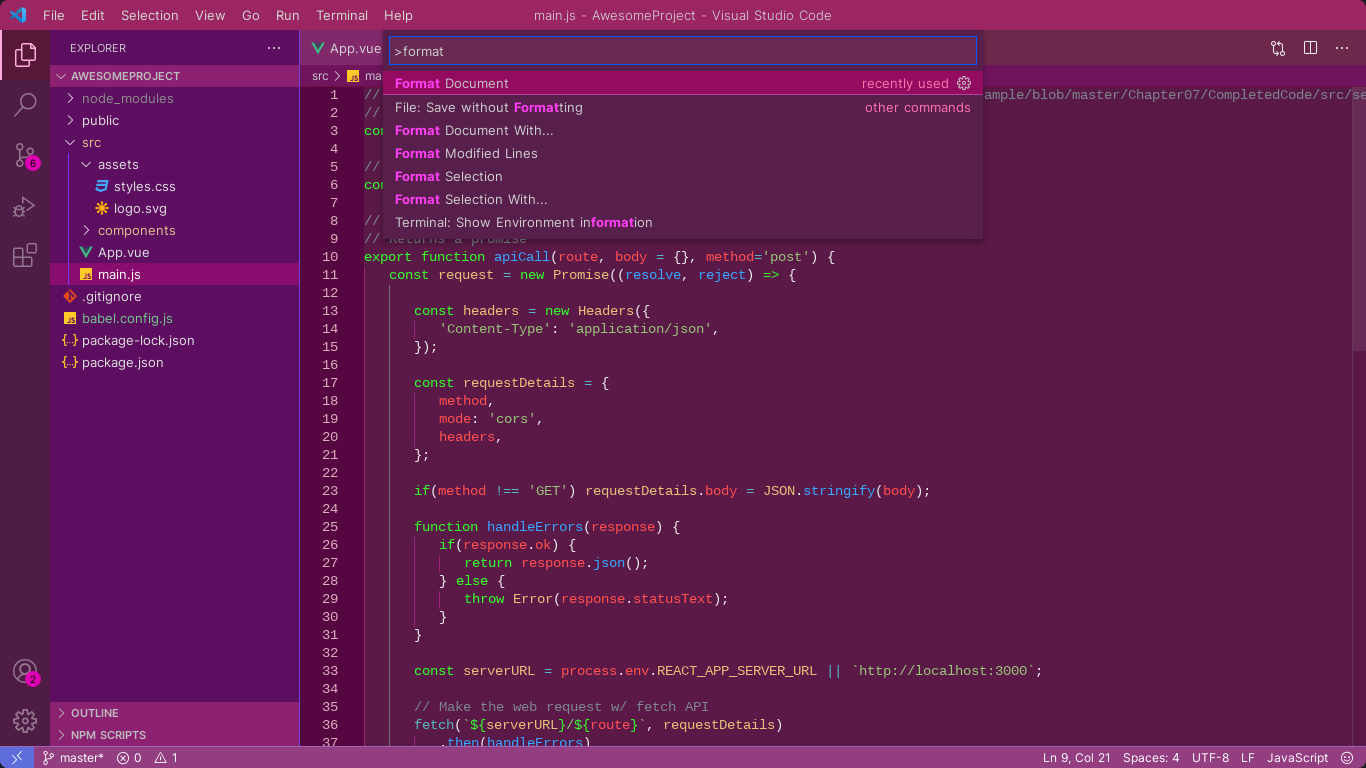 File Edit Selection View Go Run Terminal Help
main.js - AwesomeProject - Visual Studio Code
EXPLORER
AWESOMEPROJECT
node_modules
public
src
assets
styles.css
logo.svg
components
App.vue
main.js
.gitignore
babel.config.js
package-lock.json
package.json
OUTLINE
NPM SCRIPTS
6
2
App.vue
>format
Format Document recently used
File: Save without Formatting other commands
Format Document With...
Format Modified Lines
Format Selection
Format Selection With...
Terminal: Show Environment information
src
1 // ample/blob/master/Chapter07/CompletedCode/src/se
2 //
3
4
5 //
6
7
8 //
9 // Returns a promise
10 export function apiCall(route, body = {}, method='post') {
11 const request = new Promise((resolve, reject) => {
12
13 const headers = new Headers({
14 'Content-Type': 'application/json',
15 });
16
17 const requestDetails = {
18 method,
19 mode: 'cors',
20 headers,
21 };
22
23 if(method !== 'GET') requestDetails.body = JSON.stringify(body);
24
25 function handleErrors(response) {
26 if(response.ok) {
27 return response.json();
28 } else {
29 throw Error(response.statusText);
30 }
31 }
32
33 const serverURL = process.env.REACT_APP_SERVER_URL || `http://localhost:3000`;
34
35 // Make the web request w/ fetch API
36 fetch(`${serverURL}/${route}`, requestDetails)
37 .then(handleErrors)
master* 0 1
Ln 9, Col 21 Spaces: 4 UTF-8 LF JavaScript